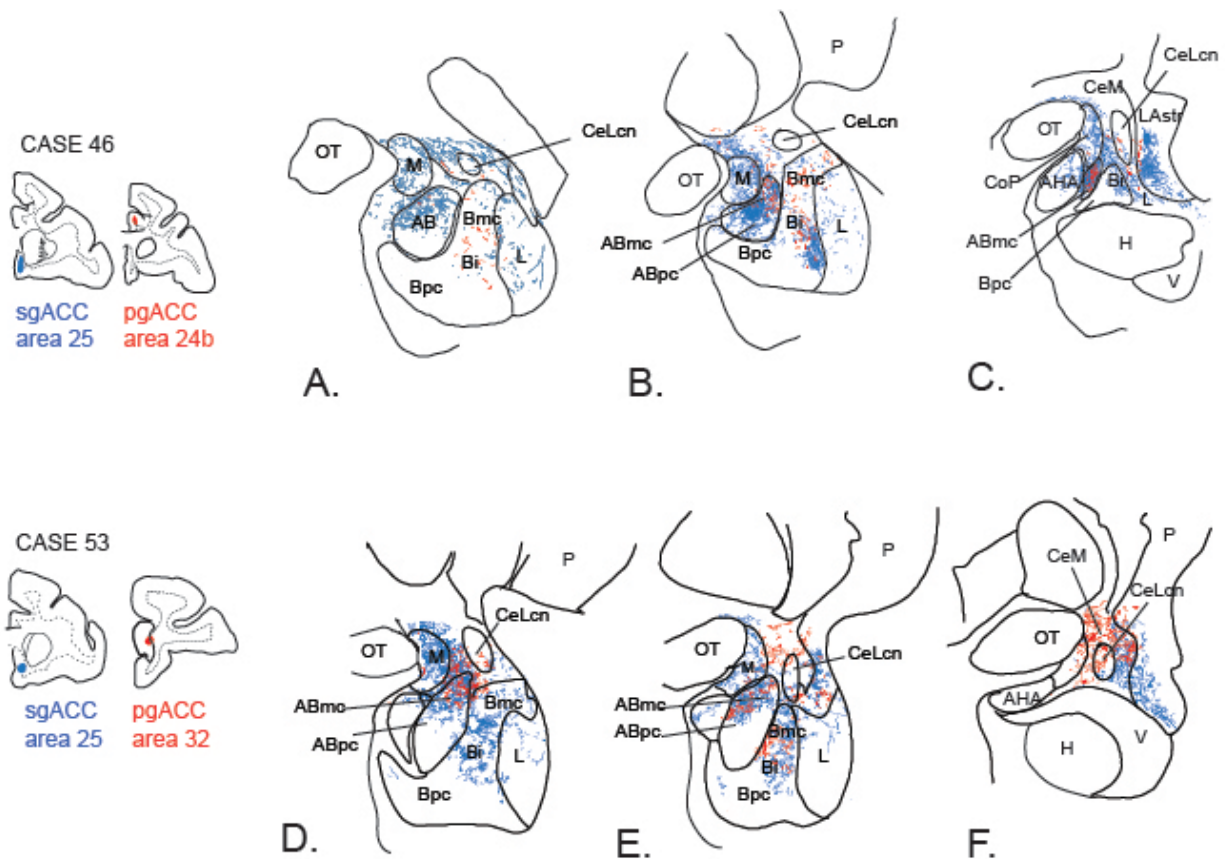 CASE 46
sgACC
area 25
pgACC
area 24b
OT
M
CeLcn
AB
Bmc
L
Bi
Bpc
A.
P
CeLcn
OT
M
Bmc
Bi
L
ABmc
ABpc
Bpc
B.
CeLcn
CeM
LAstr
OT
CoP
AHA
Bi
L
ABmc
H
Bpc
V
C.
CASE 53
sgACC
area 25
pgACC
area 32
P
CeLcn
OT
M
ABmc
Bmc
ABpc
Bi
L
Bpc
D.
P
OT
CeLcn
M
ABmc
ABpc
Bmc
L
Bi
Bpc
E.
P
CeM
CeLcn
OT
AHA
V
H
F.